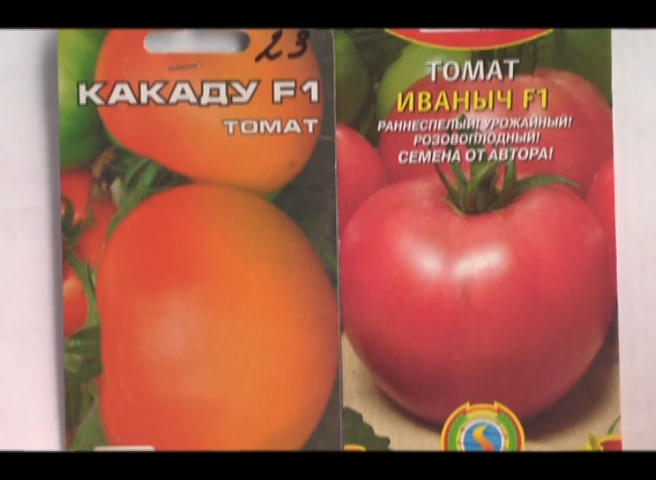 23
КАКАДУ F1
ТОМАТ
ТОМАТ
ИВАНЫЧ F1
РАННЕСПЕЛЫЙ! УРОЖАЙНЫЙ!
РОЗОВОПЛОДНЫЙ!
СЕМЕНА ОТ АВТОРА!